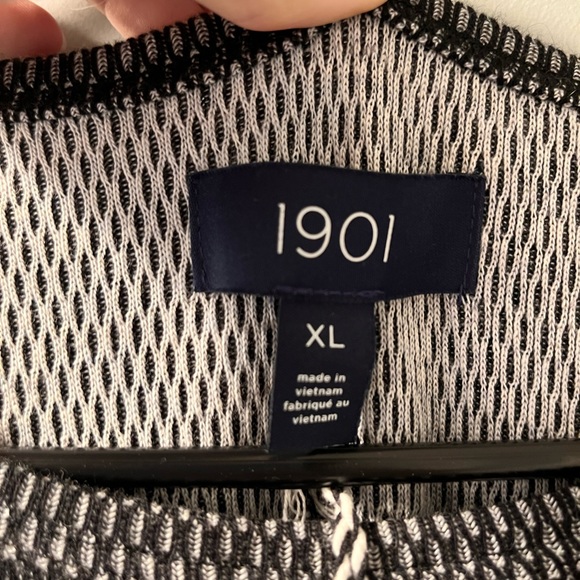 1901
XL
made in
vietnam
fabriqué au
vietnam